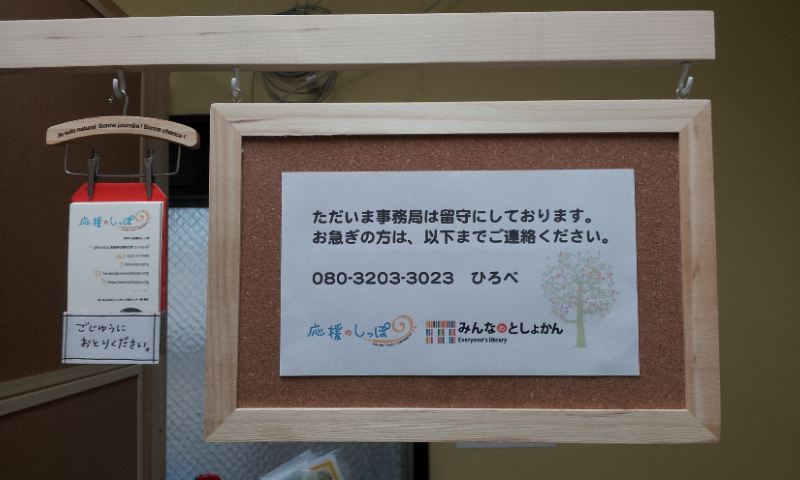 Je suis nature! Bonne journée! Bonne chance!
応援のしっぽ
ごじゆうに
おとりください。
ただいま事務局は留守にしております。
お急ぎの方は、以下までご連絡ください。
080-3203-3023 ひろべ
応援のしっぽ
みんなのとしょかん
Everyone's library